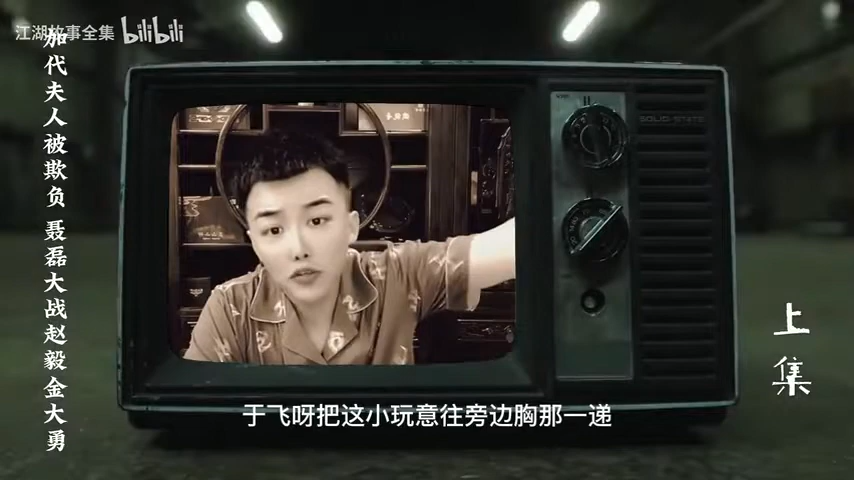 江湖故事全集 bilibili
加代夫人被欺负 聂磊大战赵毅金大勇
SOLID STATE
上集
于飞呀把这小玩意往旁边胸那一递